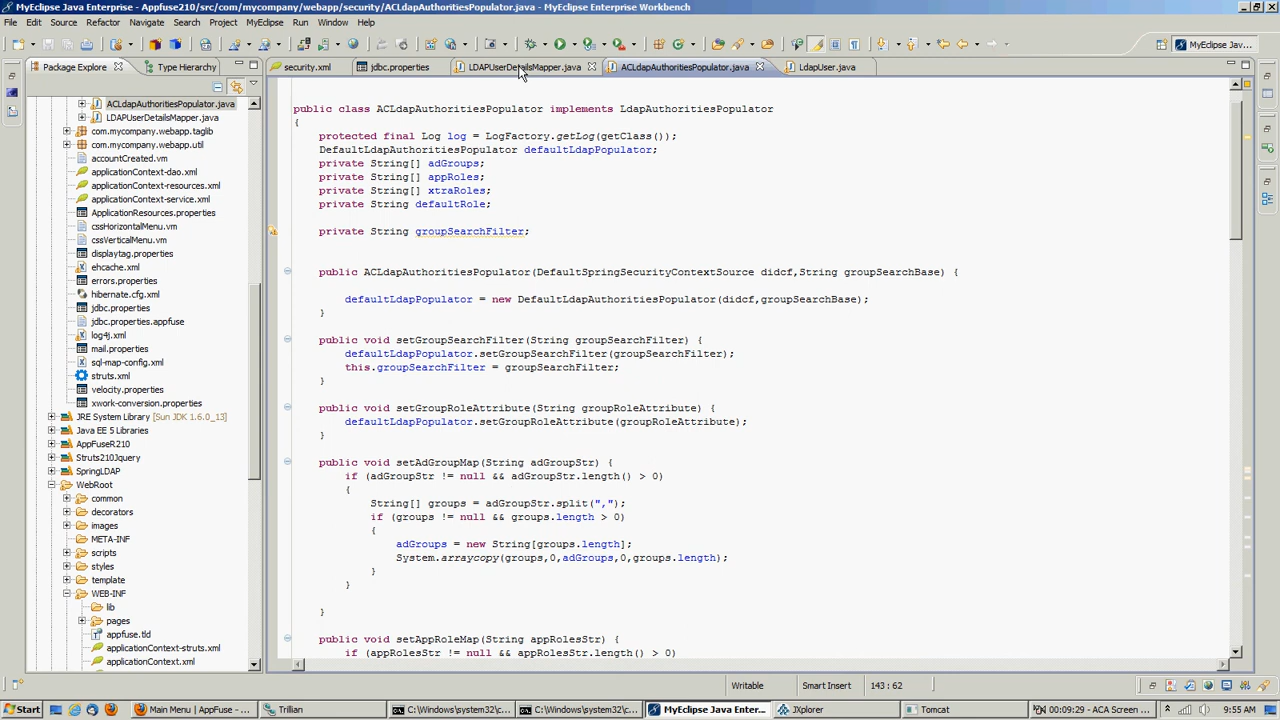 MyEclipse Java Enterprise - Appfuse210/src/com/mycompany/webapp/security/ACLdapAuthoritiesPopulator.java - MyEclipse Enterprise Workbench
File Edit Source Refactor Navigate Search Project MyEclipse Run Window Help
MyEclipse Jav...
Package Explore Type Hierarchy
security.xml jdbc.properties LDAPUserDetailsMapper.java ACLdapAuthoritiesPopulator.java LdapUser.java
ACLdapAuthoritiesPopulator.java
LDAPUserDetailsMapper.java
com.mycompany.webapp.taglib
com.mycompany.webapp.util
accountCreated.vm
applicationContext-dao.xml
applicationContext-resources.xml
applicationContext-service.xml
ApplicationResources.properties
cssHorizontalMenu.vm
cssVerticalMenu.vm
displaytag.properties
ehcache.xml
errors.properties
hibernate.cfg.xml
jdbc.properties
jdbc.properties.appfuse
log4j.xml
mail.properties
sql-map-config.xml
struts.xml
velocity.properties
xwork-conversion.properties
JRE System Library [Sun JDK 1.6.0_13]
Java EE 5 Libraries
AppFuseR210
Struts210Jquery
SpringLDAP
WebRoot
common
decorators
images
META-INF
scripts
styles
template
WEB-INF
lib
pages
appfuse.tld
applicationContext-struts.xml
applicationContext.xml
public class ACLdapAuthoritiesPopulator implements LdapAuthoritiesPopulator
{
protected final Log log = LogFactory.getLog(getClass());
DefaultLdapAuthoritiesPopulator defaultLdapPopulator;
private String[] adGroups;
private String[] appRoles;
private String[] xtraRoles;
private String defaultRole;
private String groupSearchFilter;
public ACLdapAuthoritiesPopulator(DefaultSpringSecurityContextSource didcf,String groupSearchBase) {
defaultLdapPopulator = new DefaultLdapAuthoritiesPopulator(didcf,groupSearchBase);
}
public void setGroupSearchFilter(String groupSearchFilter) {
defaultLdapPopulator.setGroupSearchFilter(groupSearchFilter);
this.groupSearchFilter = groupSearchFilter;
}
public void setGroupRoleAttribute(String groupRoleAttribute) {
defaultLdapPopulator.setGroupRoleAttribute(groupRoleAttribute);
}
public void setAdGroupMap(String adGroupStr) {
if (adGroupStr != null && adGroupStr.length() > 0)
{
String[] groups = adGroupStr.split(",");
if (groups != null && groups.length > 0)
{
adGroups = new String[groups.length];
System.arraycopy(groups,0,adGroups,0,groups.length);
}
}
}
public void setAppRoleMap(String appRolesStr) {
if (appRolesStr != null && appRolesStr.length() > 0)
Writable Smart Insert 143 : 62
Start Main Menu | AppFuse - ... Trillian C:\Windows\system32\c... C:\Windows\system32\c... MyEclipse Java Enter... JXplorer Tomcat 00:09:29 - ACA Screen ... 9:55 AM